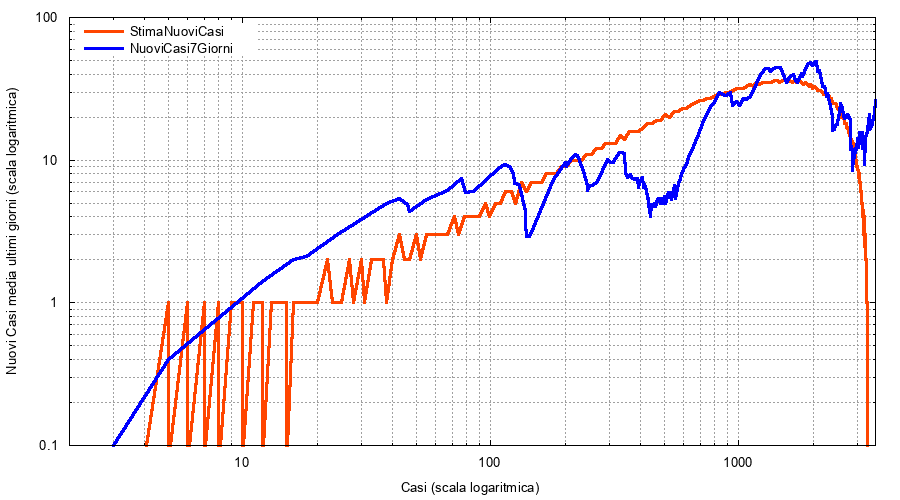 100
StimaNuoviCasi
NuoviCasi7Giorni
10
1
0.1
Nuovi Casi media ultimi giorni (scala logaritmica)
10
100
1000
Casi (scala logaritmica)